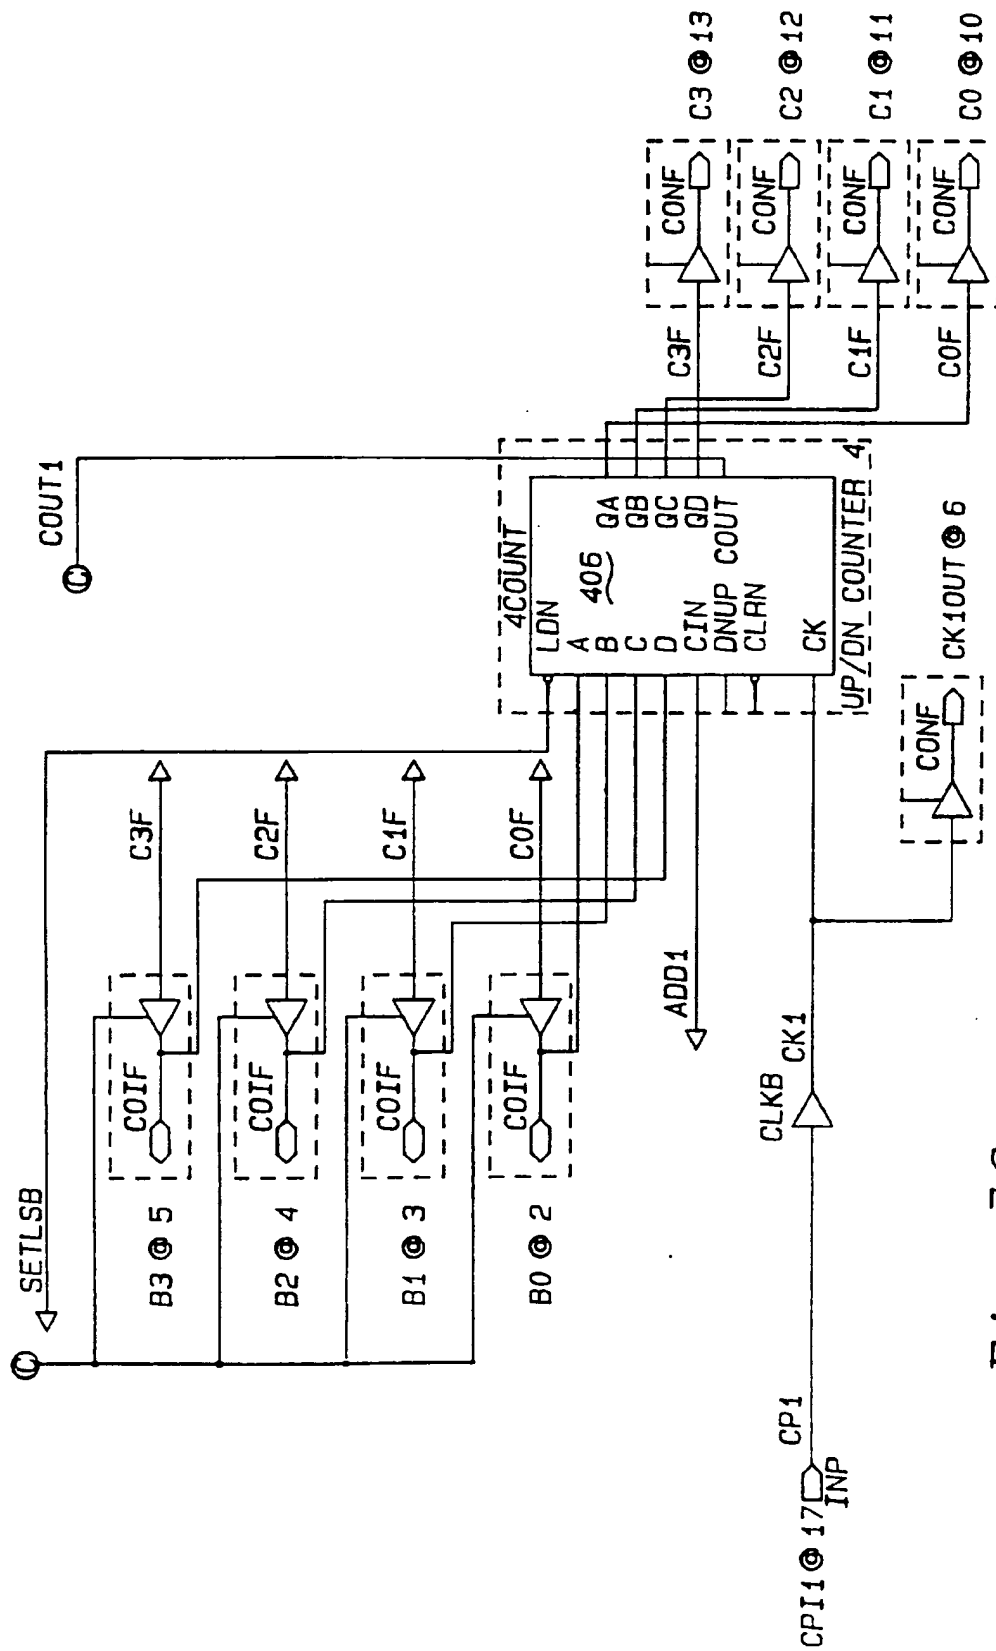 C
SETLSB
B3 @ 5
COIF
C3F
B2 @ 4
COIF
C2F
B1 @ 3
COIF
C1F
B0 @ 2
COIF
C0F
COUT1
C
4COUNT
LDN
A
B
C
D
CIN
DNUP
CLRN
CK
406
QA
QB
QC
QD
COUT
UP/DN COUNTER 4
ADD1
C3F
CONF
C3 @ 13
C2F
CONF
C2 @ 12
C1F
CONF
C1 @ 11
C0F
CONF
C0 @ 10
CPI1 @ 17
INP
CP1
CLKB
CK1
CONF
CK1OUT @ 6